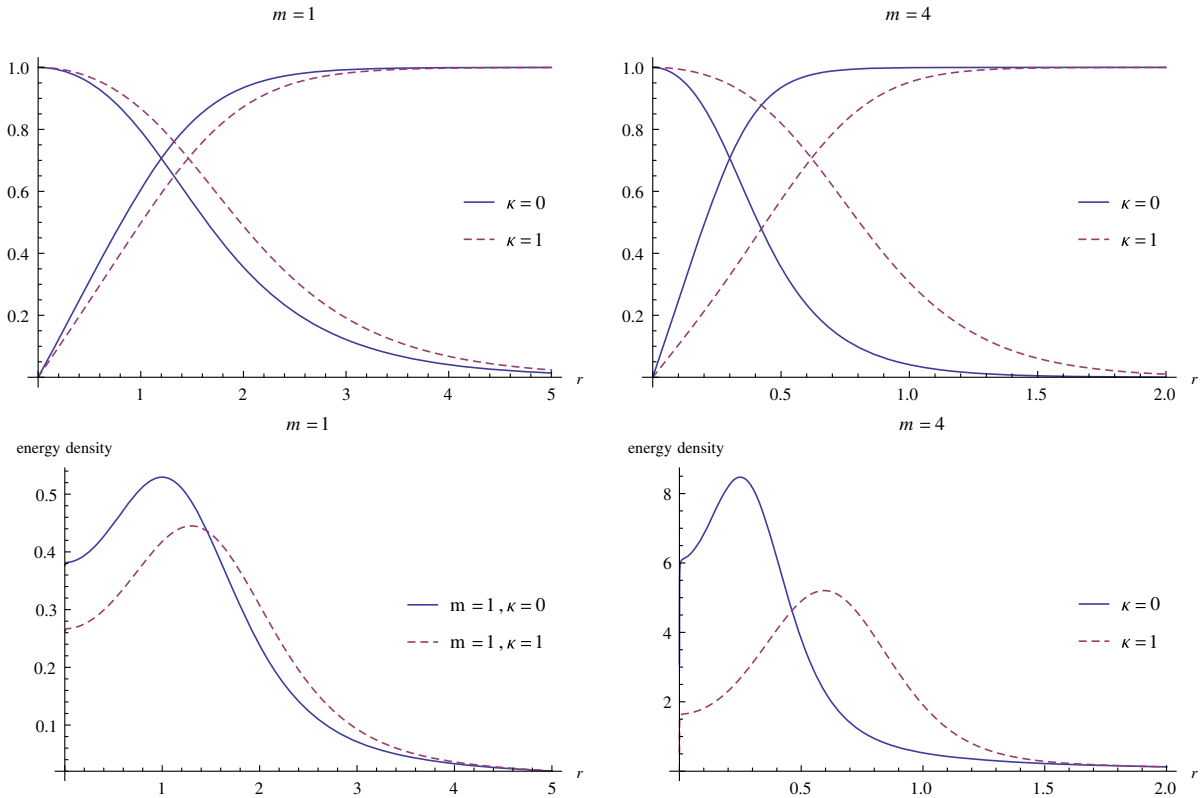 m = 1
1.0
0.8
0.6
0.4
0.2
1
2
3
4
5
r
κ = 0
κ = 1
m = 4
1.0
0.8
0.6
0.4
0.2
0.5
1.0
1.5
2.0
r
κ = 0
κ = 1
m = 1
energy density
0.5
0.4
0.3
0.2
0.1
1
2
3
4
5
r
m = 1 , κ = 0
m = 1 , κ = 1
m = 4
energy density
8
6
4
2
0.5
1.0
1.5
2.0
r
κ = 0
κ = 1